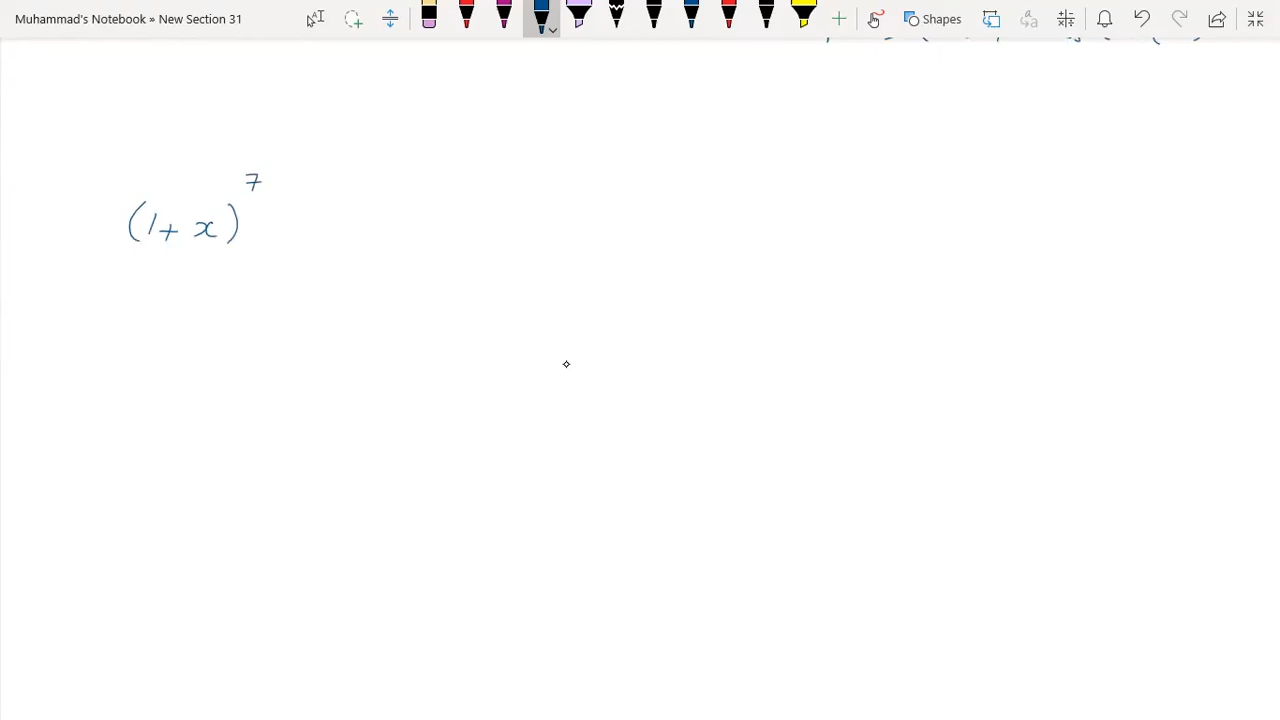 Muhammad's Notebook » New Section 31
Shapes
(1 + x)⁷